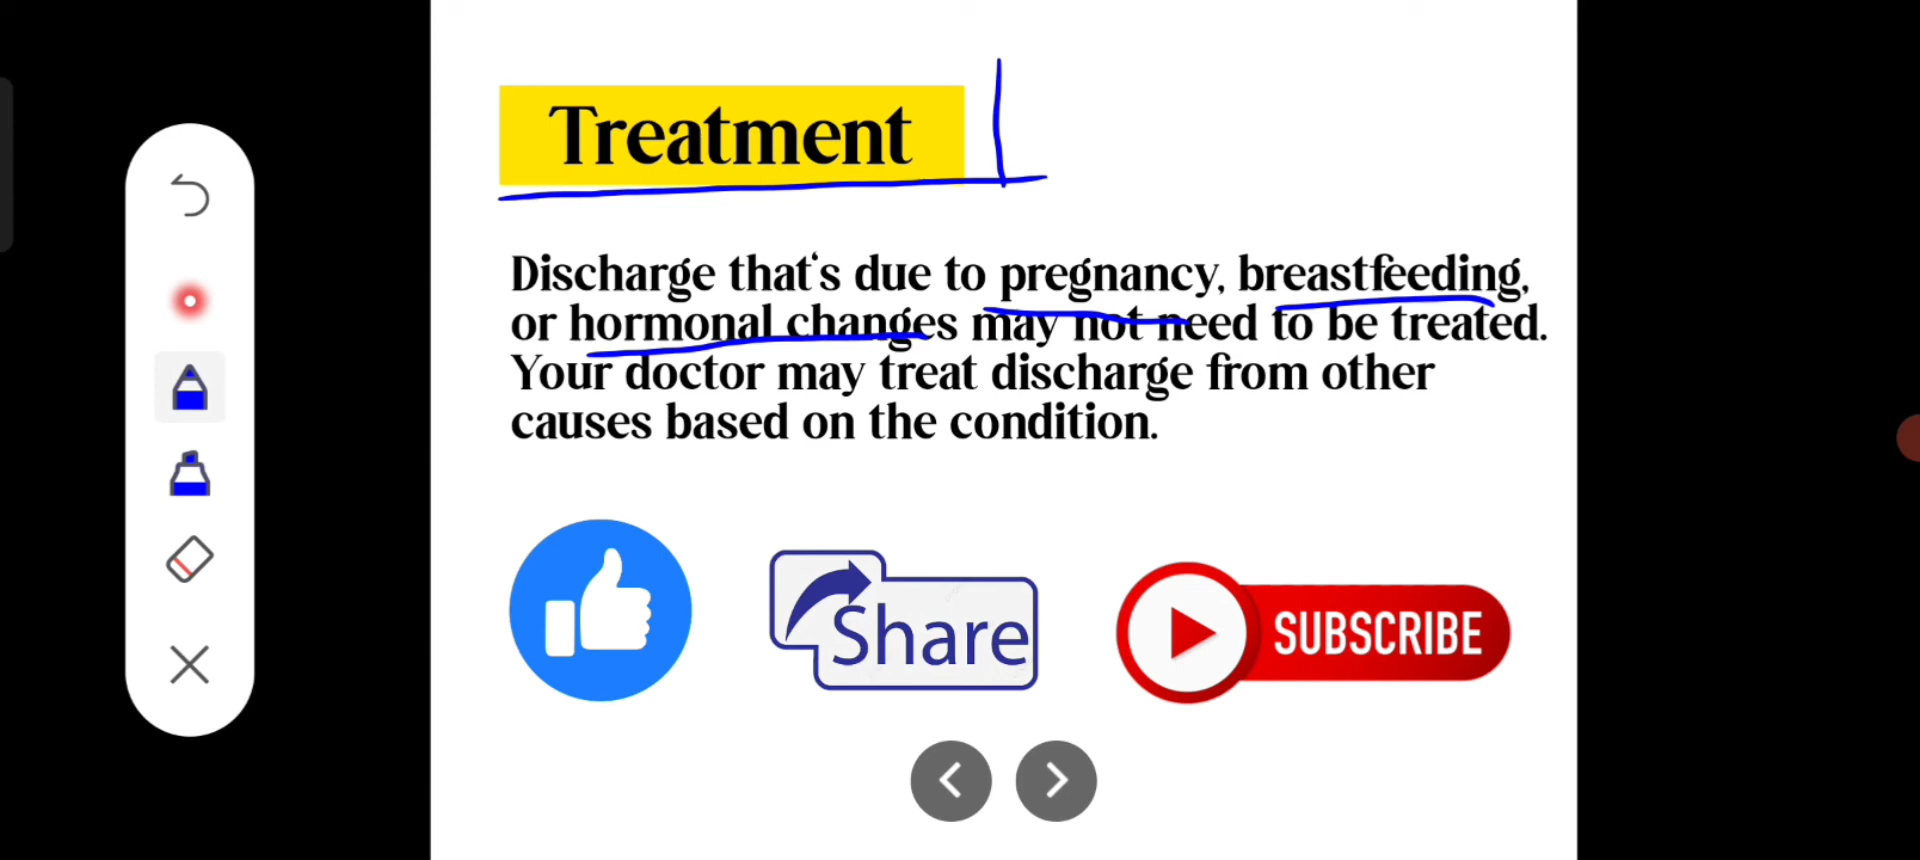 Treatment
Discharge that's due to pregnancy, breastfeeding,
or hormonal changes may not need to be treated.
Your doctor may treat discharge from other
causes based on the condition.
Share
SUBSCRIBE